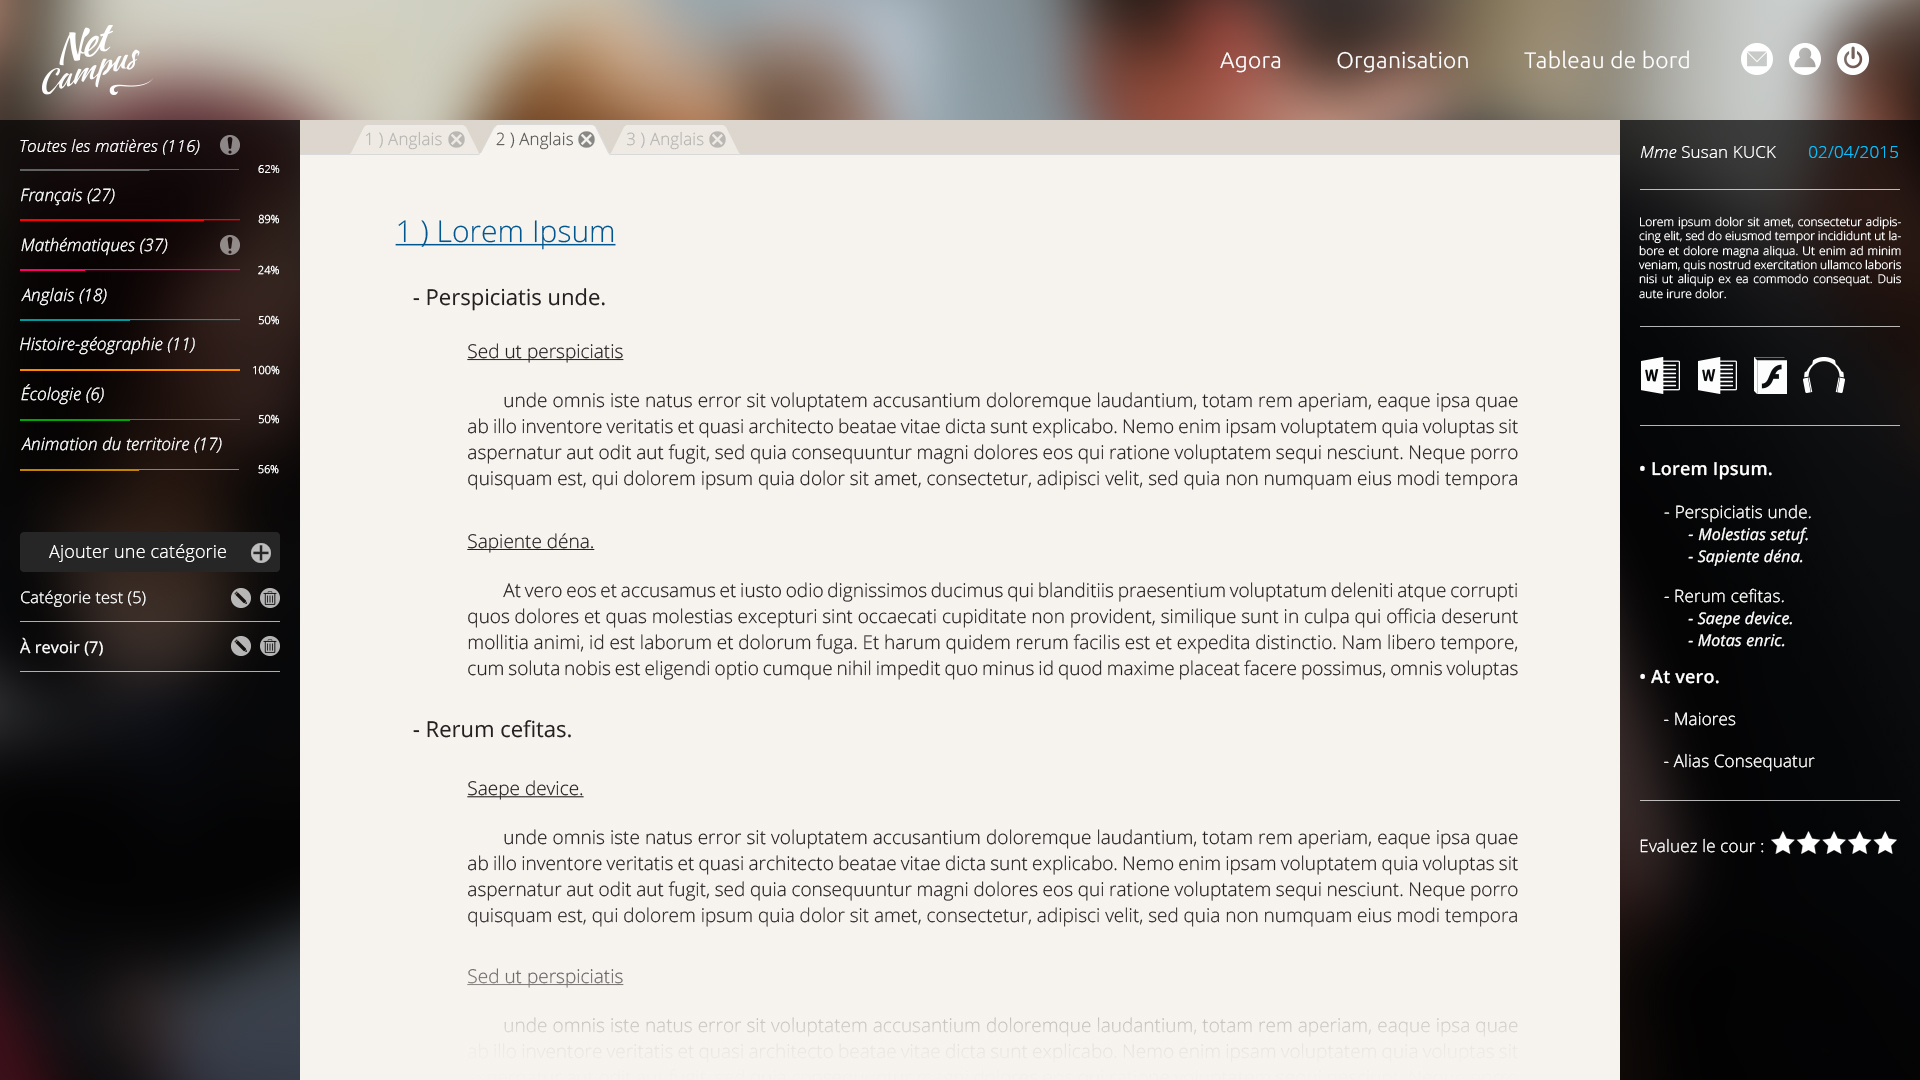 Net
Campus
Agora
Organisation
Tableau de bord
Toutes les matières (116)
62%
Français (27)
89%
Mathématiques (37)
24%
Anglais (18)
50%
Histoire-géographie (11)
100%
Écologie (6)
50%
Animation du territoire (17)
56%
Ajouter une catégorie
Catégorie test (5)
À revoir (7)
1 ) Anglais
2 ) Anglais
3 ) Anglais
1 ) Lorem Ipsum
- Perspiciatis unde.
Sed ut perspiciatis
unde omnis iste natus error sit voluptatem accusantium doloremque laudantium, totam rem aperiam, eaque ipsa quae
ab illo inventore veritatis et quasi architecto beatae vitae dicta sunt explicabo. Nemo enim ipsam voluptatem quia voluptas sit
aspernatur aut odit aut fugit, sed quia consequuntur magni dolores eos qui ratione voluptatem sequi nesciunt. Neque porro
quisquam est, qui dolorem ipsum quia dolor sit amet, consectetur, adipisci velit, sed quia non numquam eius modi tempora
Sapiente déna.
At vero eos et accusamus et iusto odio dignissimos ducimus qui blanditiis praesentium voluptatum deleniti atque corrupti
quos dolores et quas molestias excepturi sint occaecati cupiditate non provident, similique sunt in culpa qui officia deserunt
mollitia animi, id est laborum et dolorum fuga. Et harum quidem rerum facilis est et expedita distinctio. Nam libero tempore,
cum soluta nobis est eligendi optio cumque nihil impedit quo minus id quod maxime placeat facere possimus, omnis voluptas
- Rerum cefitas.
Saepe device.
unde omnis iste natus error sit voluptatem accusantium doloremque laudantium, totam rem aperiam, eaque ipsa quae
ab illo inventore veritatis et quasi architecto beatae vitae dicta sunt explicabo. Nemo enim ipsam voluptatem quia voluptas sit
aspernatur aut odit aut fugit, sed quia consequuntur magni dolores eos qui ratione voluptatem sequi nesciunt. Neque porro
quisquam est, qui dolorem ipsum quia dolor sit amet, consectetur, adipisci velit, sed quia non numquam eius modi tempora
Sed ut perspiciatis
unde omnis iste natus error sit voluptatem accusantium doloremque laudantium, totam rem aperiam, eaque ipsa quae
ab illo inventore veritatis et quasi architecto beatae vitae dicta sunt explicabo. Nemo enim ipsam voluptatem quia voluptas sit
Mme Susan KUCK
02/04/2015
Lorem ipsum dolor sit amet, consectetur adipis-
cing elit, sed do eiusmod tempor incididunt ut la-
bore et dolore magna aliqua. Ut enim ad minim
veniam, quis nostrud exercitation ullamco laboris
nisi ut aliquip ex ea commodo consequat. Duis
aute irure dolor.
W
W
• Lorem Ipsum.
- Perspiciatis unde.
- Molestias setuf.
- Sapiente déna.
- Rerum cefitas.
- Saepe device.
- Motas enric.
• At vero.
- Maiores
- Alias Consequatur
Evaluez le cour :